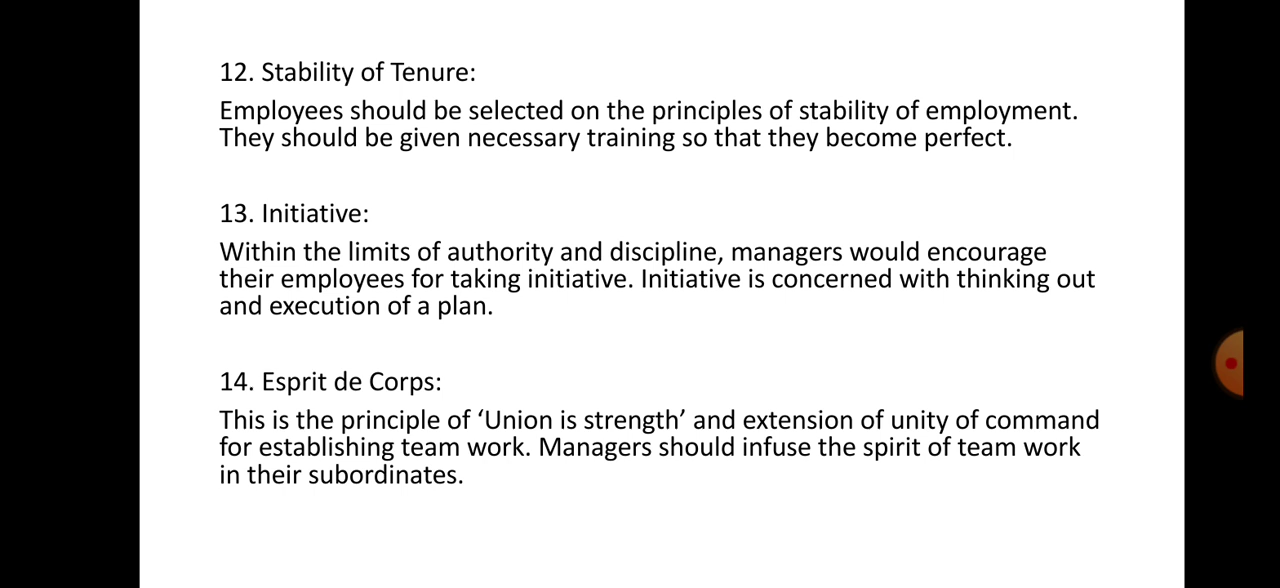 12. Stability of Tenure:
Employees should be selected on the principles of stability of employment.
They should be given necessary training so that they become perfect.
13. Initiative:
Within the limits of authority and discipline, managers would encourage
their employees for taking initiative. Initiative is concerned with thinking out
and execution of a plan.
14. Esprit de Corps:
This is the principle of ‘Union is strength’ and extension of unity of command
for establishing team work. Managers should infuse the spirit of team work
in their subordinates.